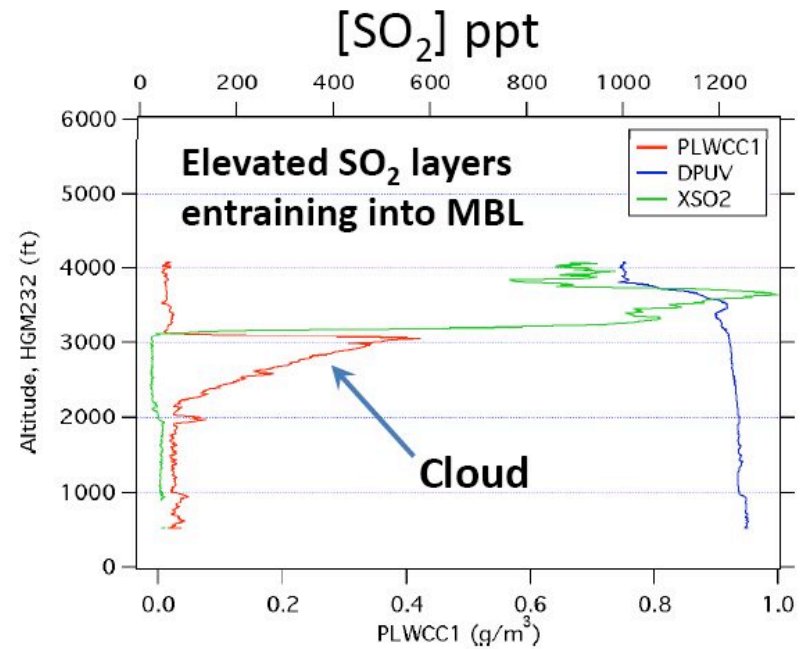 [SO₂] ppt
0 200 400 600 800 1000 1200
6000
5000
4000
3000
2000
1000
0
Altitude, HGM232 (ft)
Elevated SO₂ layers
entraining into MBL
PLWCC1
DPUV
XSO2
Cloud
0.0 0.2 0.4 0.6 0.8 1.0
PLWCC1 (g/m³)